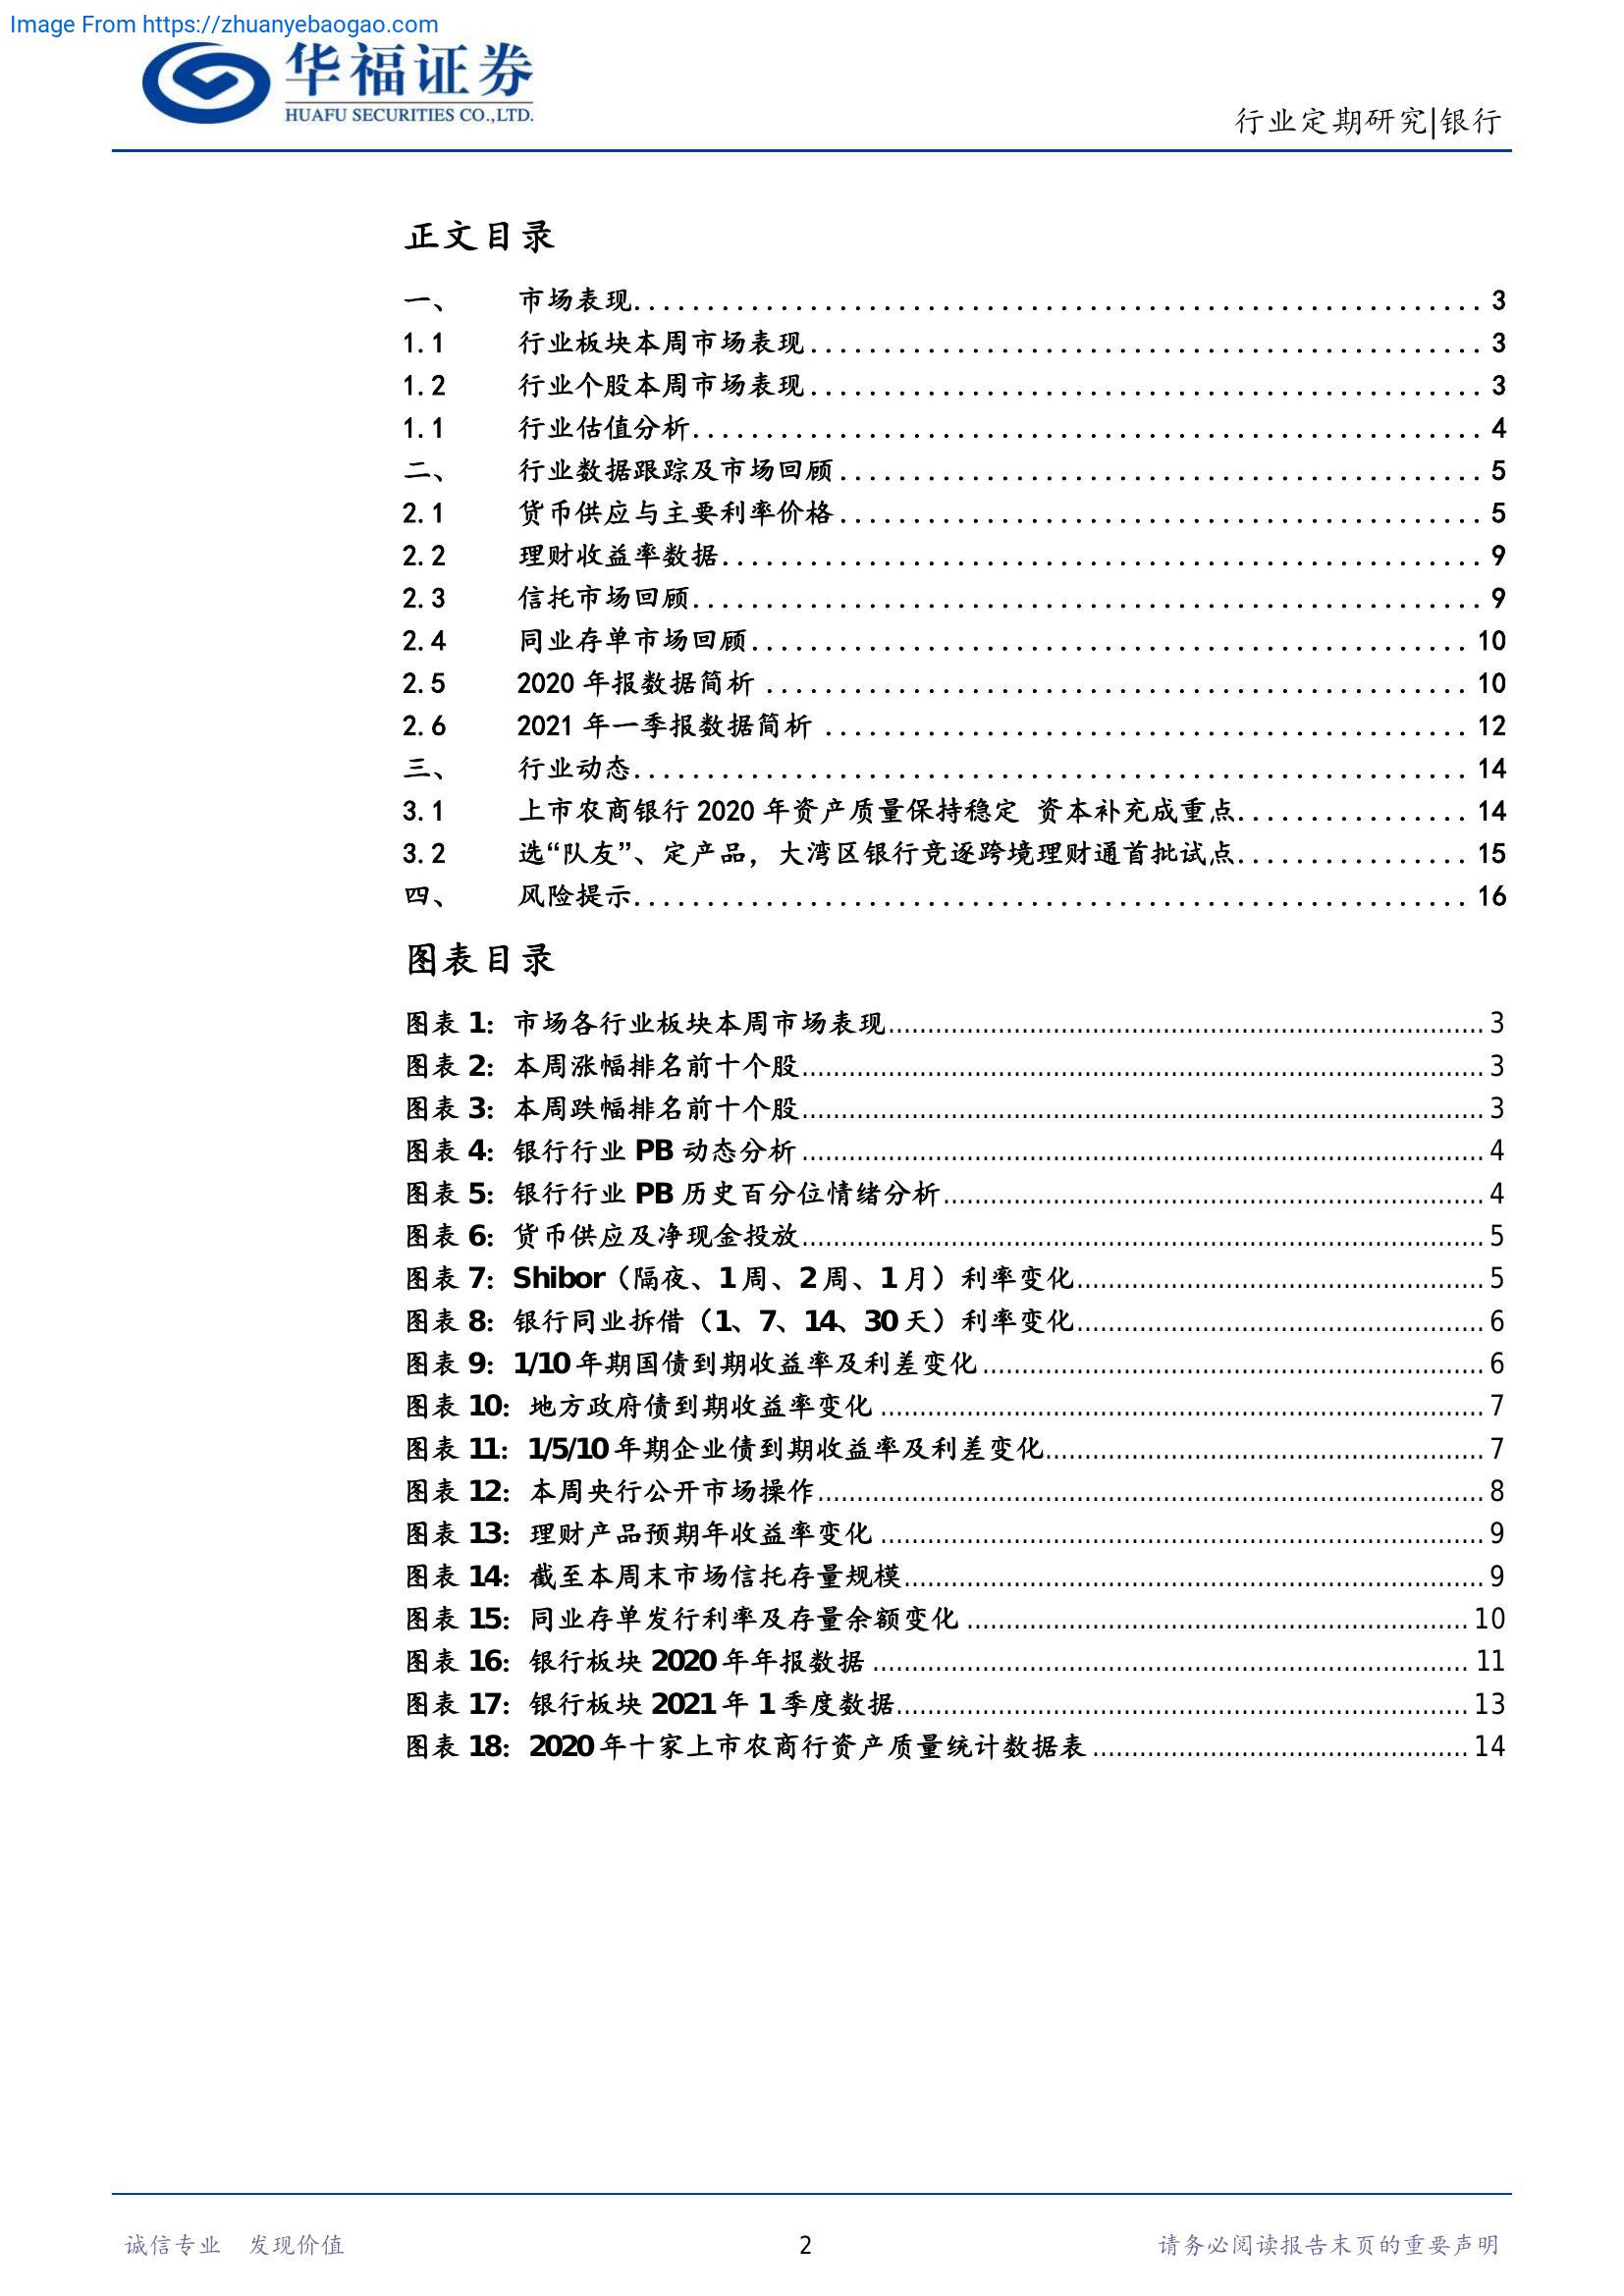 Image From https://zhuanyebaogao.com
华福证券
HUAFU SECURITIES CO.,LTD.
行业定期研究|银行
正文目录
一、 市场表现 3
1.1 行业板块本周市场表现 3
1.2 行业个股本周市场表现 3
1.1 行业估值分析 4
二、 行业数据跟踪及市场回顾 5
2.1 货币供应与主要利率价格 5
2.2 理财收益率数据 9
2.3 信托市场回顾 9
2.4 同业存单市场回顾 10
2.5 2020 年报数据简析 10
2.6 2021 年一季报数据简析 12
三、 行业动态 14
3.1 上市农商银行 2020 年资产质量保持稳定 资本补充成重点 14
3.2 选“队友”、定产品，大湾区银行竞逐跨境理财通首批试点 15
四、 风险提示 16
图表目录
图表 1：市场各行业板块本周市场表现 3
图表 2：本周涨幅排名前十个股 3
图表 3：本周跌幅排名前十个股 3
图表 4：银行行业 PB 动态分析 4
图表 5：银行行业 PB 历史百分位情绪分析 4
图表 6：货币供应及净现金投放 5
图表 7：Shibor（隔夜、1 周、2 周、1 月）利率变化 5
图表 8：银行同业拆借（1、7、14、30 天）利率变化 6
图表 9：1/10 年期国债到期收益率及利差变化 6
图表 10：地方政府债到期收益率变化 7
图表 11：1/5/10 年期企业债到期收益率及利差变化 7
图表 12：本周央行公开市场操作 8
图表 13：理财产品预期年收益率变化 9
图表 14：截至本周末市场信托存量规模 9
图表 15：同业存单发行利率及存量余额变化 10
图表 16：银行板块 2020 年年报数据 11
图表 17：银行板块 2021 年 1 季度数据 13
图表 18：2020 年十家上市农商行资产质量统计数据表 14
诚信专业 发现价值 2 请务必阅读报告末页的重要声明